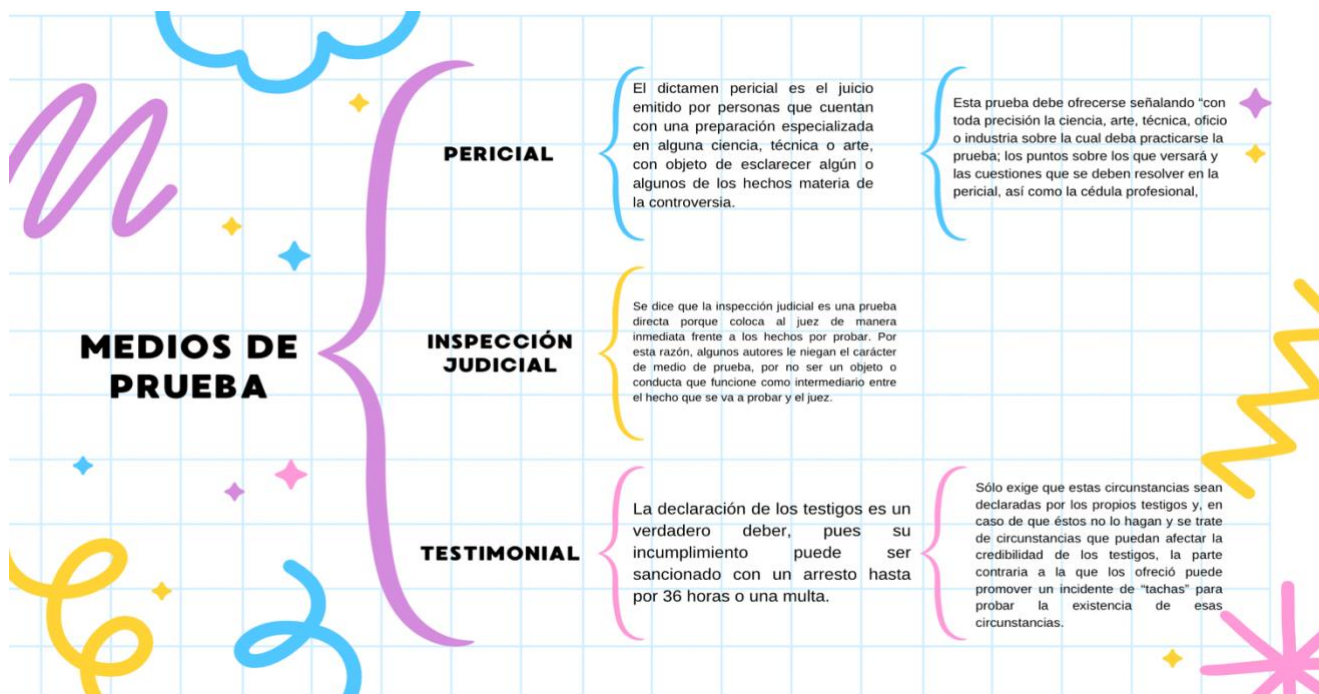 MEDIOS DE
PRUEBA
PERICIAL
El dictamen pericial es el juicio
emitido por personas que cuentan
con una preparación especializada
en alguna ciencia, técnica o arte,
con objeto de esclarecer algún o
algunos de los hechos materia de
la controversia.
Esta prueba debe ofrecerse señalando “con
toda precisión la ciencia, arte, técnica, oficio
o industria sobre la cual deba practicarse la
prueba; los puntos sobre los que versará y
las cuestiones que se deben resolver en la
pericial, así como la cédula profesional,
INSPECCIÓN
JUDICIAL
Se dice que la inspección judicial es una prueba
directa porque coloca al juez de manera
inmediata frente a los hechos por probar. Por
esta razón, algunos autores le niegan el carácter
de medio de prueba, por no ser un objeto o
conducta que funcione como intermediario entre
el hecho que se va a probar y el juez.
TESTIMONIAL
La declaración de los testigos es un
verdadero deber, pues su
incumplimiento puede ser
sancionado con un arresto hasta
por 36 horas o una multa.
Sólo exige que estas circunstancias sean
declaradas por los propios testigos y, en
caso de que éstos no lo hagan y se trate
de circunstancias que puedan afectar la
credibilidad de los testigos, la parte
contraria a la que los ofreció puede
promover un incidente de “tachas” para
probar la existencia de esas
circunstancias.